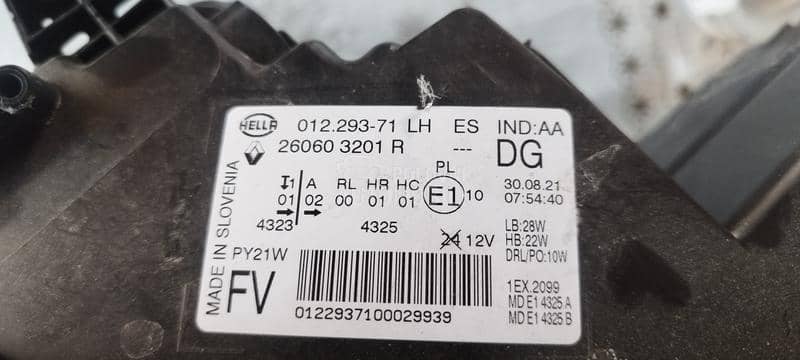 HELLA 012.293-71 LH ES IND:AA
26060 3201 R --- DG
PL
1 A RL HR HC E1 10 30.08.21
01 02 00 01 01 07:54:40
4323 4325
24 12V
LB:28W
HB:22W
DRL/PO:10W
PY21W
FV
1EX.2099
MD E1 4325 A
MD E1 4325 B
0122937100029939
MADE IN SLOVENIA